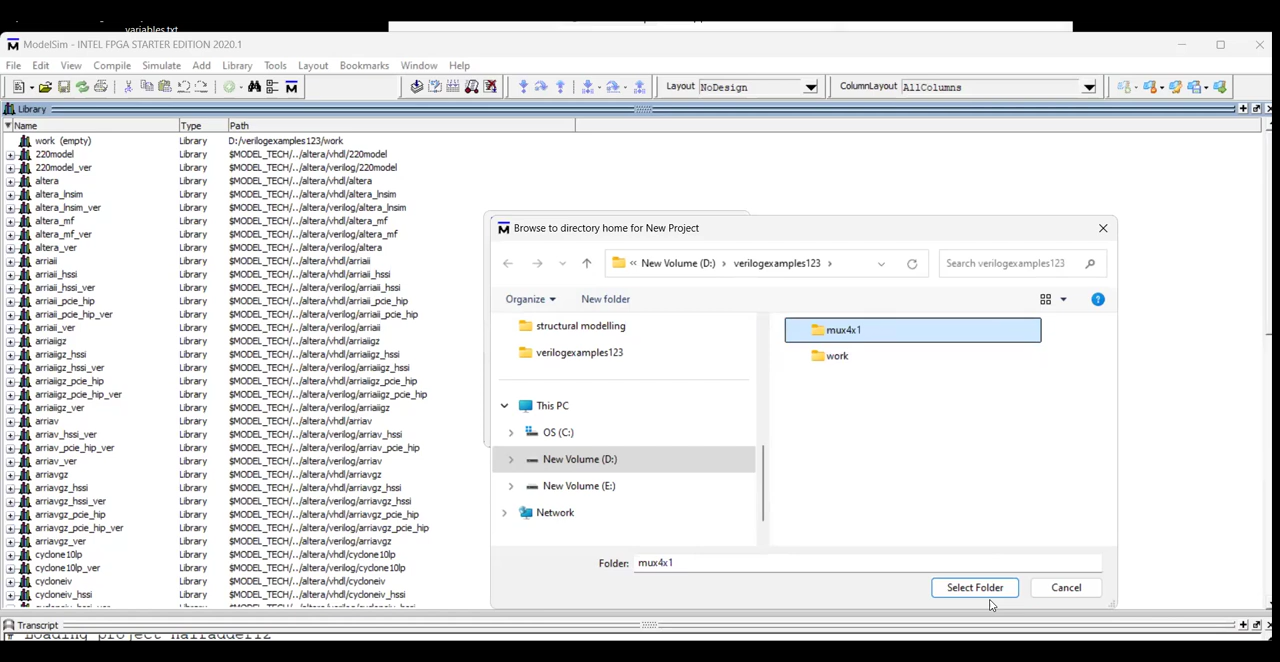 variables.txt
ModelSim - INTEL FPGA STARTER EDITION 2020.1
File Edit View Compile Simulate Add Library Tools Layout Bookmarks Window Help
Layout NoDesign ColumnLayout AllColumns
Library
Name Type Path
work (empty) Library D:/verilogexamples123/work
220model Library $MODEL_TECH/../altera/vhdl/220model
220model_ver Library $MODEL_TECH/../altera/verilog/220model
altera Library $MODEL_TECH/../altera/vhdl/altera
altera_lnsim Library $MODEL_TECH/../altera/vhdl/altera_lnsim
altera_lnsim_ver Library $MODEL_TECH/../altera/verilog/altera_lnsim
altera_mf Library $MODEL_TECH/../altera/vhdl/altera_mf
altera_mf_ver Library $MODEL_TECH/../altera/verilog/altera_mf
altera_ver Library $MODEL_TECH/../altera/verilog/altera
arriaii Library $MODEL_TECH/../altera/vhdl/arriaii
arriaii_hssi Library $MODEL_TECH/../altera/vhdl/arriaii_hssi
arriaii_hssi_ver Library $MODEL_TECH/../altera/verilog/arriaii_hssi
arriaii_pcie_hip Library $MODEL_TECH/../altera/vhdl/arriaii_pcie_hip
arriaii_pcie_hip_ver Library $MODEL_TECH/../altera/verilog/arriaii_pcie_hip
arriaii_ver Library $MODEL_TECH/../altera/verilog/arriaii
arriaiigz Library $MODEL_TECH/../altera/vhdl/arriaiigz
arriaiigz_hssi Library $MODEL_TECH/../altera/vhdl/arriaiigz_hssi
arriaiigz_hssi_ver Library $MODEL_TECH/../altera/verilog/arriaiigz_hssi
arriaiigz_pcie_hip Library $MODEL_TECH/../altera/vhdl/arriaiigz_pcie_hip
arriaiigz_pcie_hip_ver Library $MODEL_TECH/../altera/verilog/arriaiigz_pcie_hip
arriaiigz_ver Library $MODEL_TECH/../altera/verilog/arriaiigz
arriav Library $MODEL_TECH/../altera/vhdl/arriav
arriav_hssi_ver Library $MODEL_TECH/../altera/verilog/arriav_hssi
arriav_pcie_hip_ver Library $MODEL_TECH/../altera/verilog/arriav_pcie_hip
arriav_ver Library $MODEL_TECH/../altera/verilog/arriav
arriavgz Library $MODEL_TECH/../altera/vhdl/arriavgz
arriavgz_hssi Library $MODEL_TECH/../altera/vhdl/arriavgz_hssi
arriavgz_hssi_ver Library $MODEL_TECH/../altera/verilog/arriavgz_hssi
arriavgz_pcie_hip Library $MODEL_TECH/../altera/vhdl/arriavgz_pcie_hip
arriavgz_pcie_hip_ver Library $MODEL_TECH/../altera/verilog/arriavgz_pcie_hip
arriavgz_ver Library $MODEL_TECH/../altera/verilog/arriavgz
cyclone10lp Library $MODEL_TECH/../altera/vhdl/cyclone10lp
cyclone10lp_ver Library $MODEL_TECH/../altera/verilog/cyclone10lp
cycloneiv Library $MODEL_TECH/../altera/vhdl/cycloneiv
cycloneiv_hssi Library $MODEL_TECH/../altera/vhdl/cycloneiv_hssi
Browse to directory home for New Project
« New Volume (D:) › verilogexamples123 ›
Search verilogexamples123
Organize New folder
structural modelling
verilogexamples123
This PC
OS (C:)
New Volume (D:)
New Volume (E:)
Network
mux4x1
work
Folder: mux4x1
Select Folder Cancel
Transcript
# Loading project halfadder12